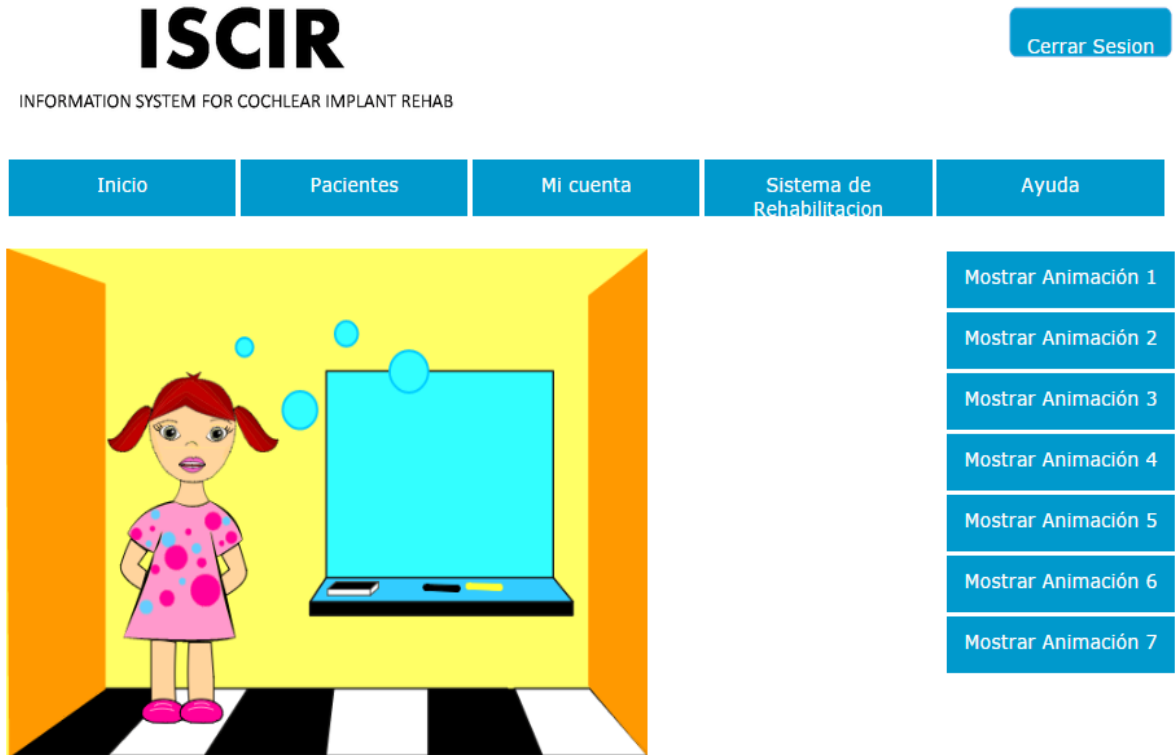 ISCIR
Cerrar Sesion
INFORMATION SYSTEM FOR COCHLEAR IMPLANT REHAB
Inicio
Pacientes
Mi cuenta
Sistema de
Rehabilitacion
Ayuda
Mostrar Animación 1
Mostrar Animación 2
Mostrar Animación 3
Mostrar Animación 4
Mostrar Animación 5
Mostrar Animación 6
Mostrar Animación 7